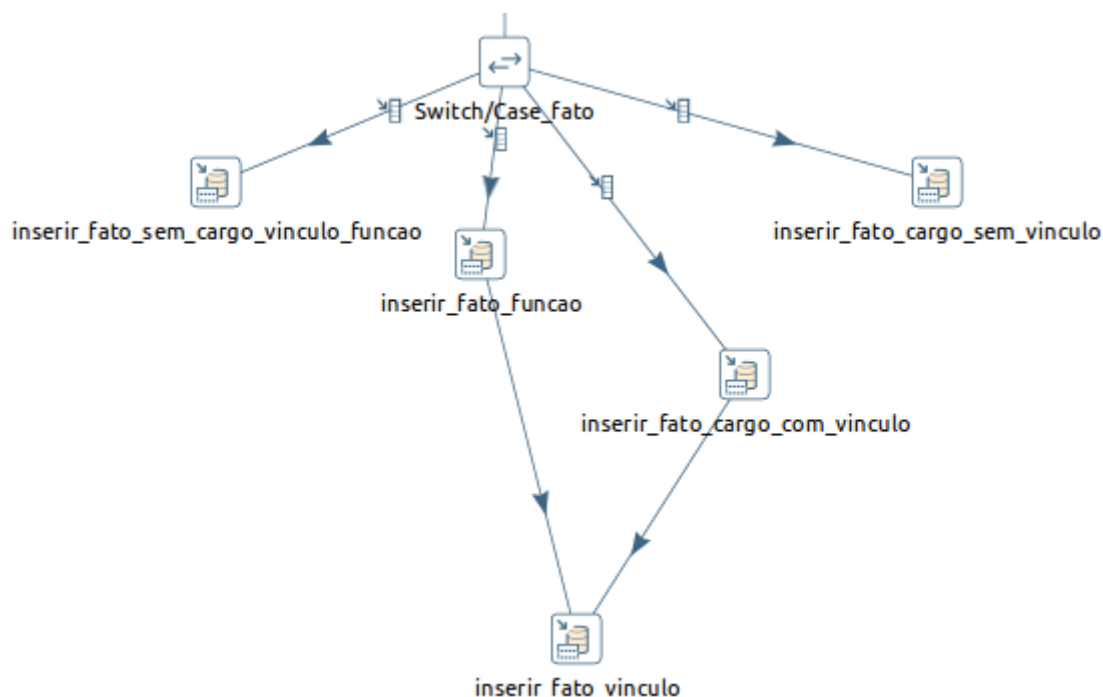 Switch/Case_fato
inserir_fato_sem_cargo_vinculo_funcao
inserir_fato_cargo_sem_vinculo
inserir_fato_funcao
inserir_fato_cargo_com_vinculo
inserir_fato_vinculo